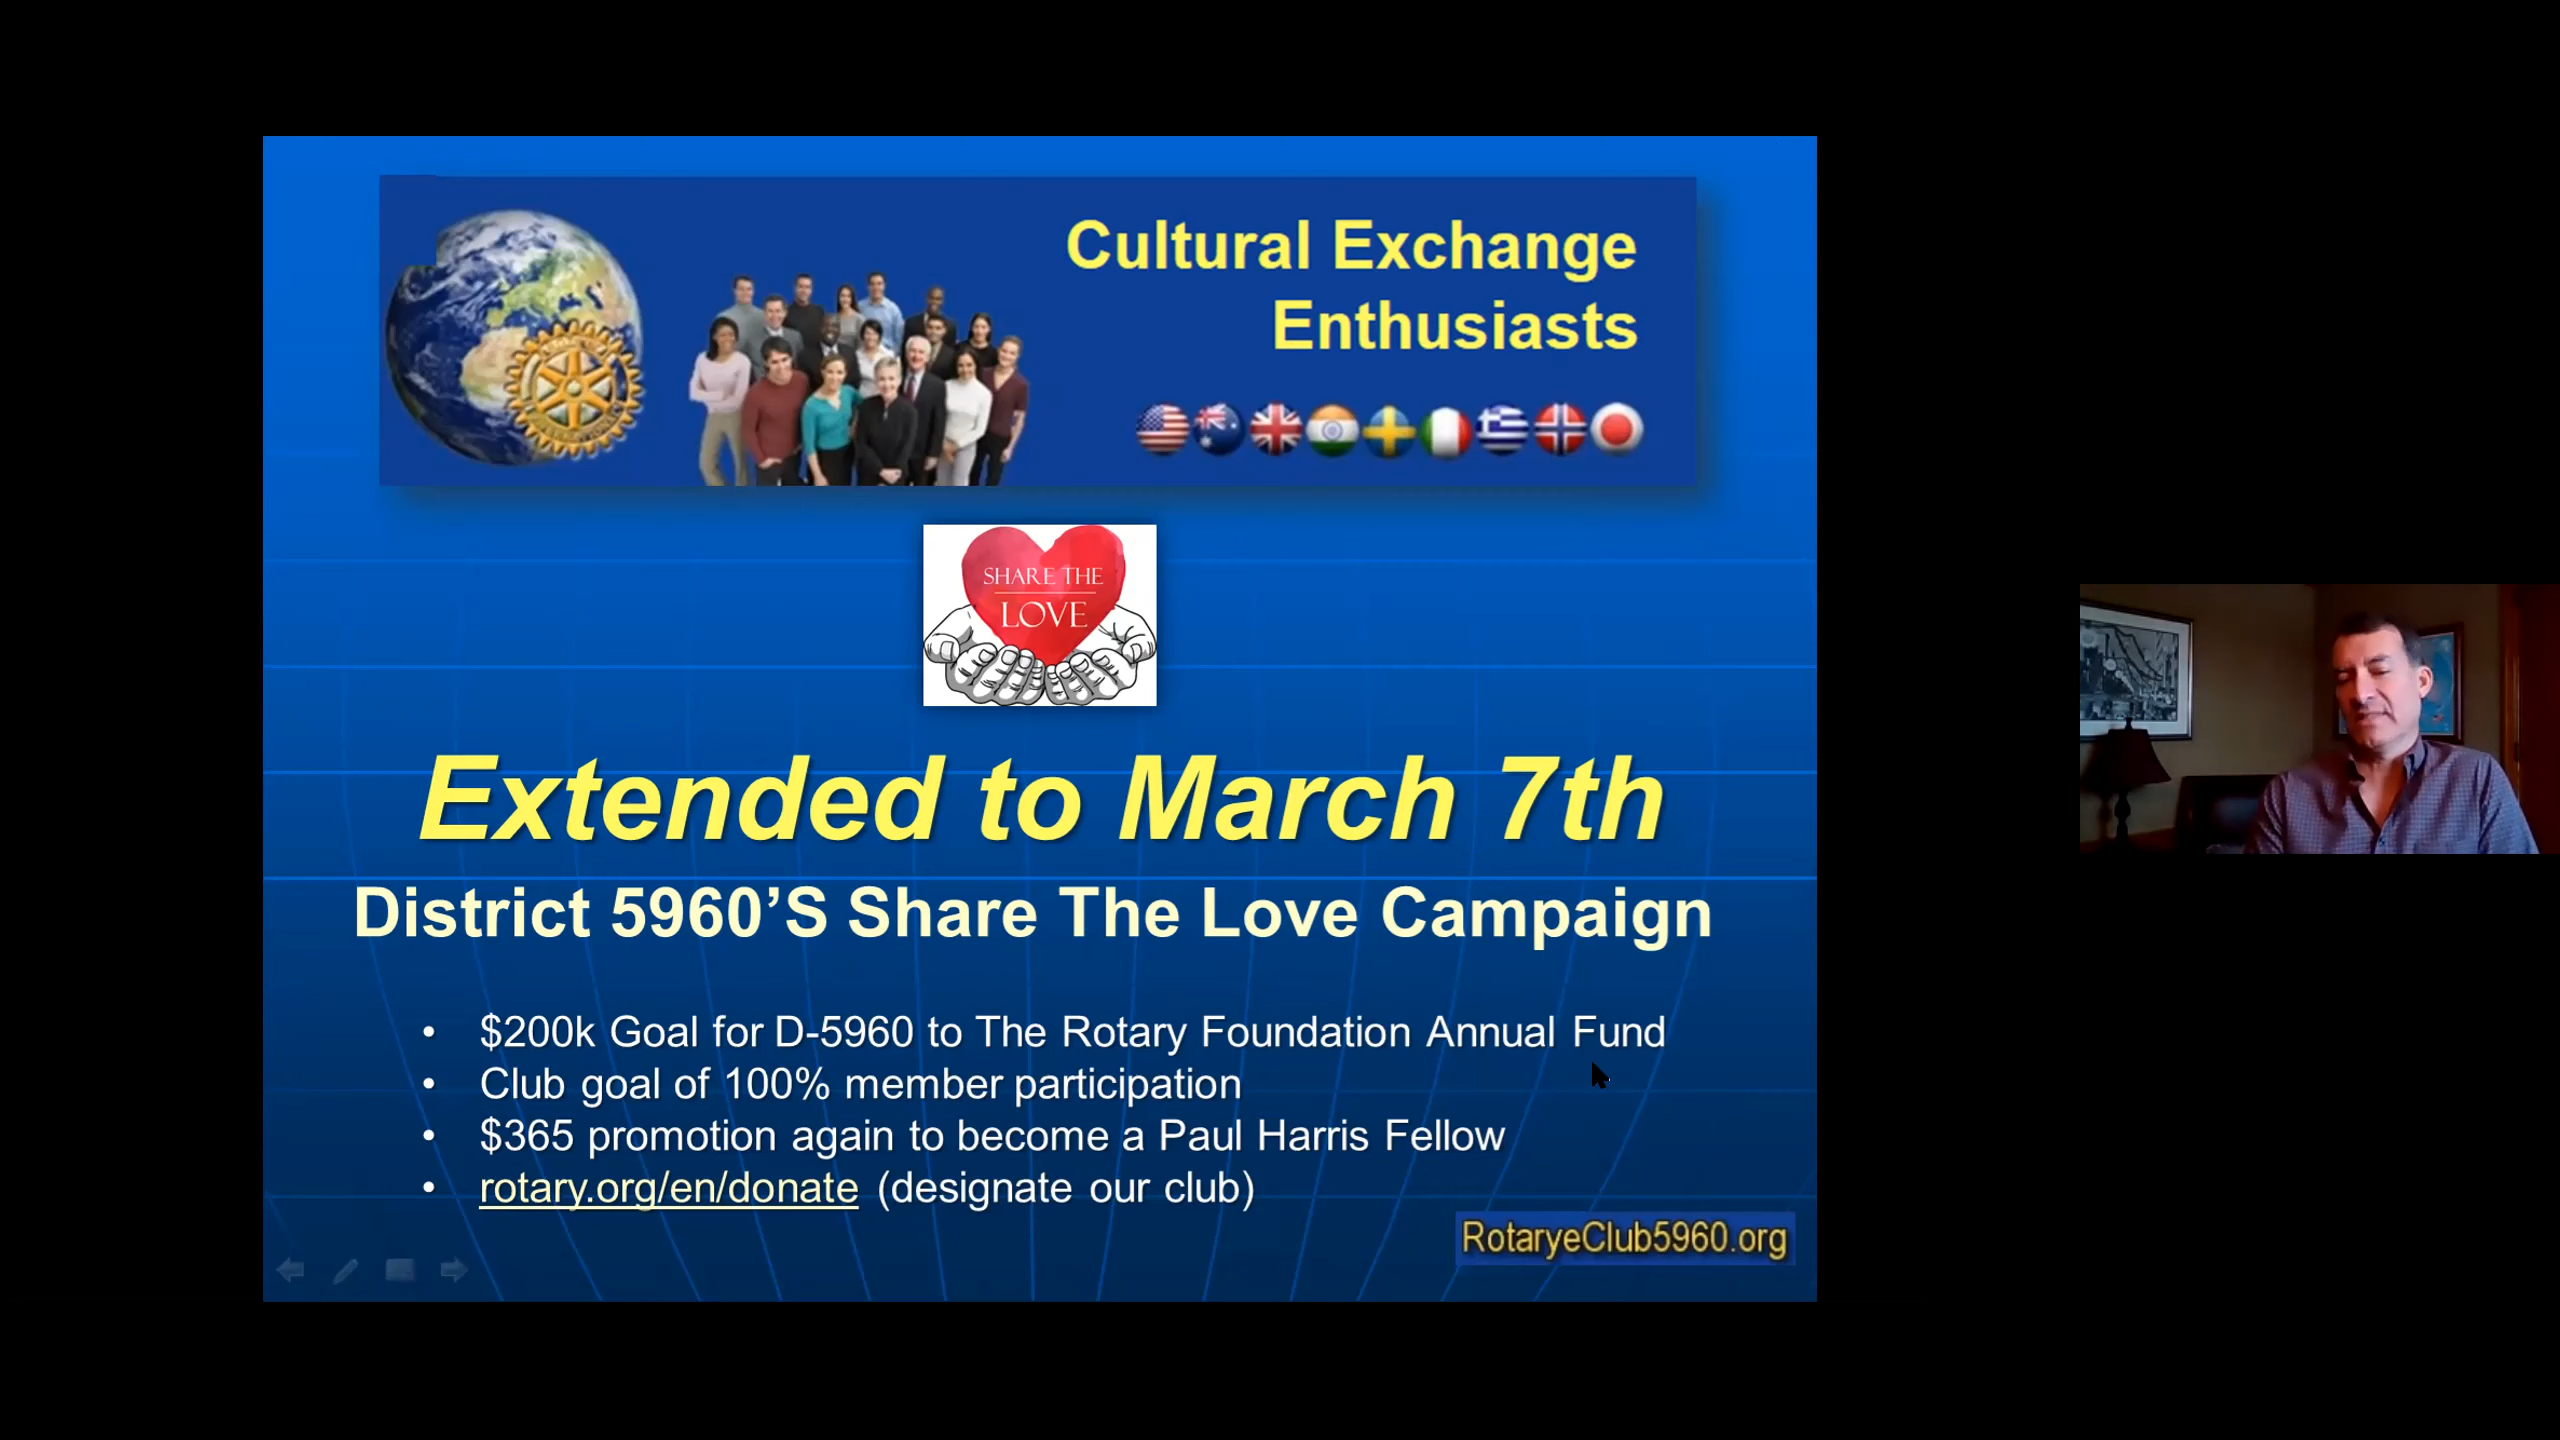 Cultural Exchange
Enthusiasts
SHARE THE
LOVE
Extended to March 7th
District 5960’S Share The Love Campaign
• $200k Goal for D-5960 to The Rotary Foundation Annual Fund
• Club goal of 100% member participation
• $365 promotion again to become a Paul Harris Fellow
• rotary.org/en/donate (designate our club)
RotaryeClub5960.org